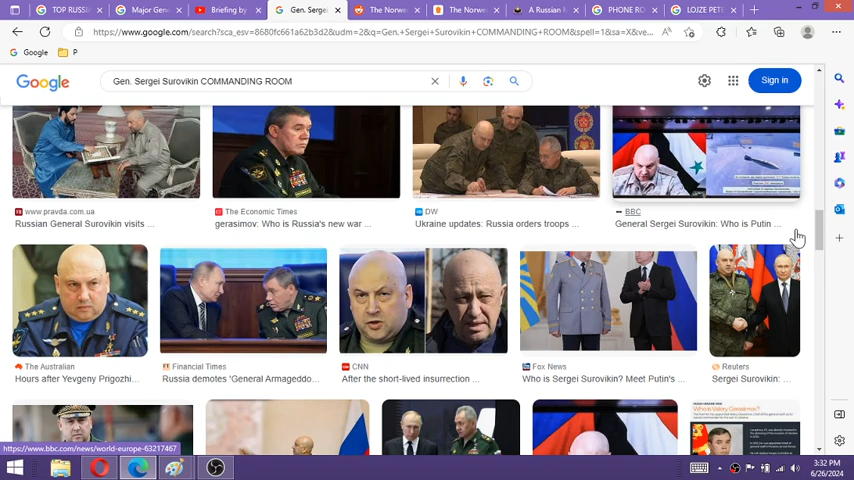 TOP RUSSIA
Major Gene
Briefing by
Gen. Sergei
The Norwe
The Norwe
A Russian M
PHONE RO
LOJZE PETE
https://www.google.com/search?sca_esv=8680fc661a62b3d2&udm=2&q=Gen.+Sergei+Surovikin+COMMANDING+ROOM&spell=1&sa=X&ve...
Google
P
Google
Gen. Sergei Surovikin COMMANDING ROOM
Sign in
www.pravda.com.ua
Russian General Surovikin visits ...
The Economic Times
gerasimov: Who is Russia's new war ...
DW
Ukraine updates: Russia orders troops ...
BBC
General Sergei Surovikin: Who is Putin ...
The Australian
Hours after Yevgeny Prigozhi...
Financial Times
Russia demotes 'General Armageddo...
CNN
After the short-lived insurrection ...
Fox News
Who is Sergei Surovikin? Meet Putin's ...
Reuters
Sergei Surovikin: ...
Who is Valery Gerasimov?
https://www.bbc.com/news/world-europe-63217467
3:32 PM
6/26/2024